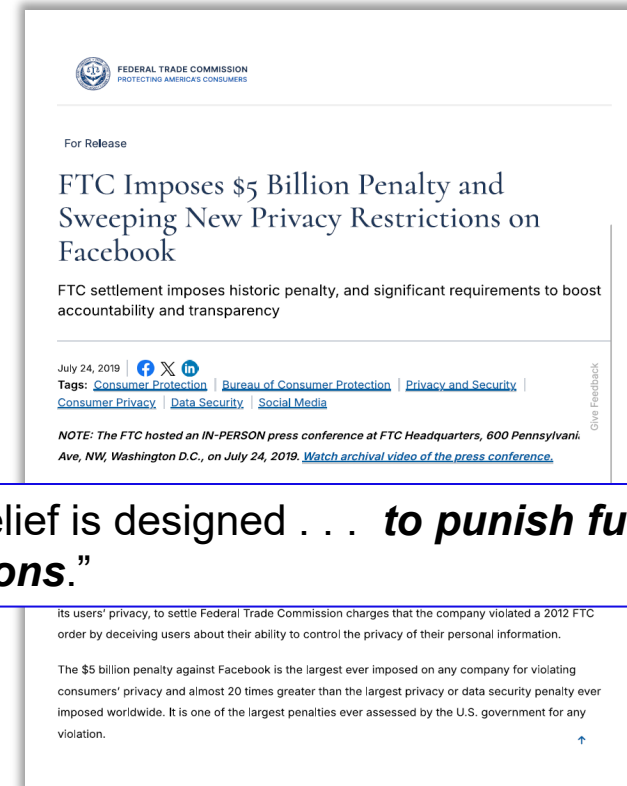 FEDERAL TRADE COMMISSION
PROTECTING AMERICA'S CONSUMERS
For Release
FTC Imposes $5 Billion Penalty and
Sweeping New Privacy Restrictions on
Facebook
FTC settlement imposes historic penalty, and significant requirements to boost
accountability and transparency
July 24, 2019
Tags: Consumer Protection | Bureau of Consumer Protection | Privacy and Security |
Consumer Privacy | Data Security | Social Media
Give Feedback
NOTE: The FTC hosted an IN-PERSON press conference at FTC Headquarters, 600 Pennsylvani
Ave, NW, Washington D.C., on July 24, 2019. Watch archival video of the press conference.
elief is designed . . . to punish fu
ons.”
its users’ privacy, to settle Federal Trade Commission charges that the company violated a 2012 FTC
order by deceiving users about their ability to control the privacy of their personal information.
The $5 billion penalty against Facebook is the largest ever imposed on any company for violating
consumers’ privacy and almost 20 times greater than the largest privacy or data security penalty ever
imposed worldwide. It is one of the largest penalties ever assessed by the U.S. government for any
violation.